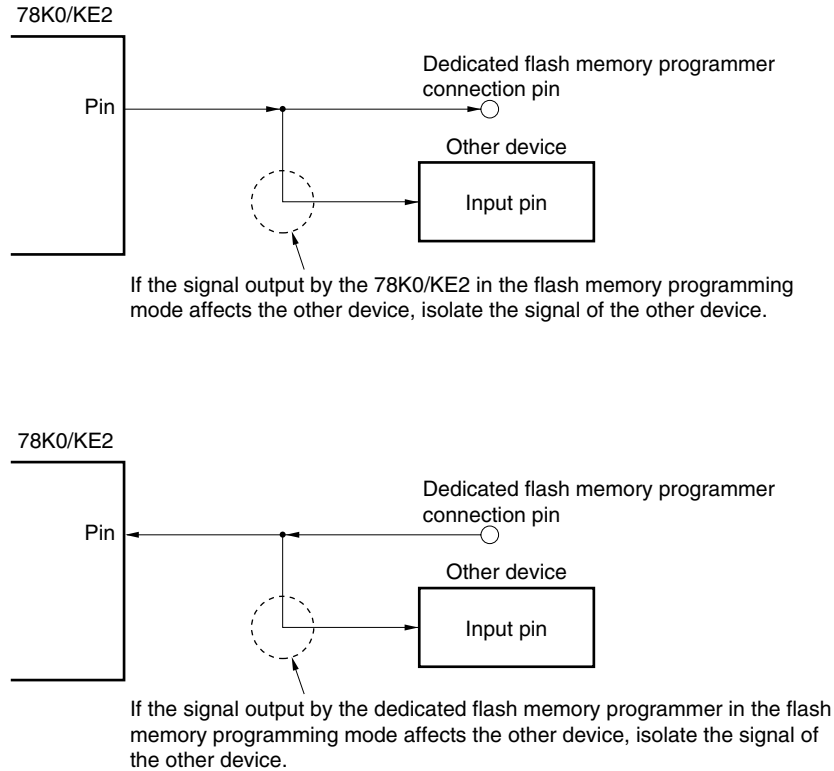 78K0/KE2
Dedicated flash memory programmer
connection pin
Pin
Other device
Input pin
If the signal output by the 78K0/KE2 in the flash memory programming
mode affects the other device, isolate the signal of the other device.
78K0/KE2
Dedicated flash memory programmer
connection pin
Pin
Other device
Input pin
If the signal output by the dedicated flash memory programmer in the flash
memory programming mode affects the other device, isolate the signal of
the other device.